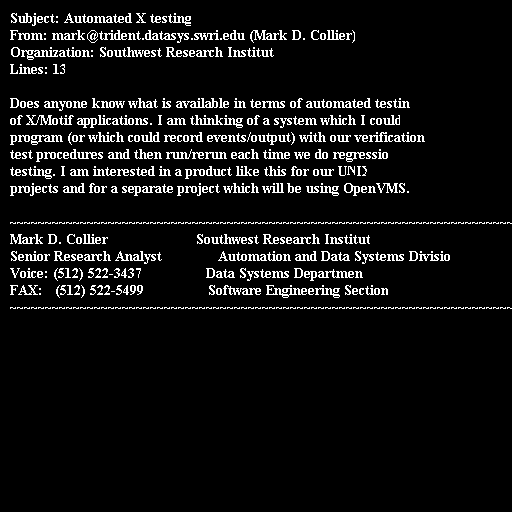 Subject: Automated X testing
From: mark@trident.datasys.swri.edu (Mark D. Collier)
Organization: Southwest Research Institut
Lines: 13

Does anyone know what is available in terms of automated testin
of X/Motif applications. I am thinking of a system which I could
program (or which could record events/output) with our verification
test procedures and then run/rerun each time we do regressio
testing. I am interested in a product like this for our UNIX
projects and for a separate project which will be using OpenVMS.

~~~~~~~~~~~~~~~~~~~~~~~~~~~~~~~~~~~~~~~~~~~~~~~~~~~~~~~~~~~~~~~~~~~~~~~~
Mark D. Collier Southwest Research Institut
Senior Research Analyst Automation and Data Systems Divisio
Voice: (512) 522-3437 Data Systems Departmen
FAX: (512) 522-5499 Software Engineering Section
~~~~~~~~~~~~~~~~~~~~~~~~~~~~~~~~~~~~~~~~~~~~~~~~~~~~~~~~~~~~~~~~~~~~~~~~